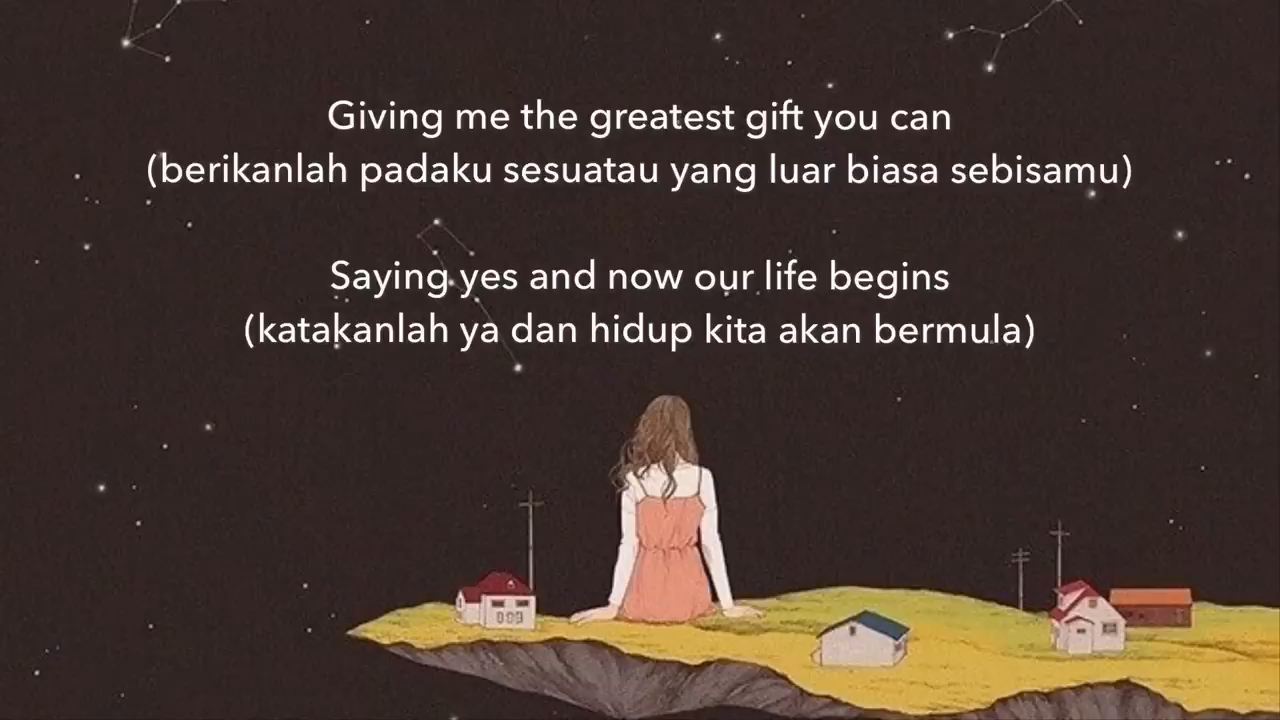 Giving me the greatest gift you can
(berikanlah padaku sesuatau yang luar biasa sebisamu)
Saying yes and now our life begins
(katakanlah ya dan hidup kita akan bermula)